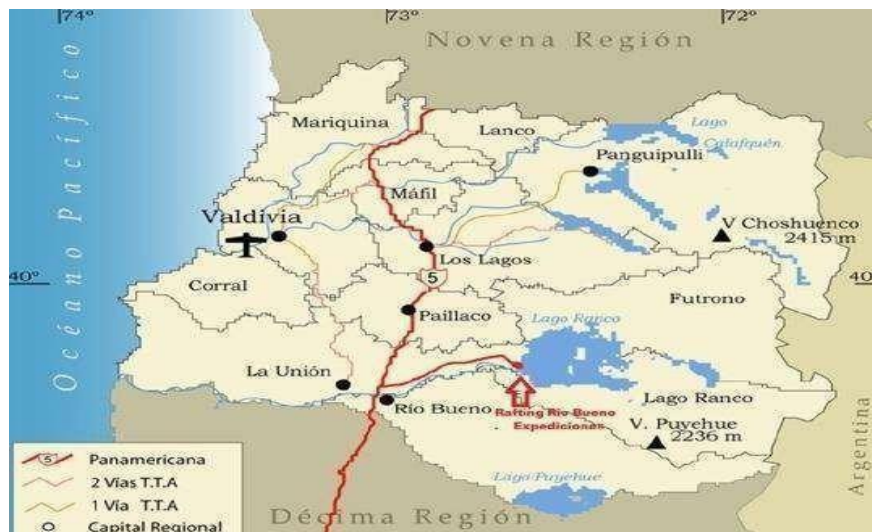 74°
73°
72°
Novena Región
Océano Pacífico
Mariquina
Lanco
Lago
Calafquén
Panguipulli
Máfil
Valdivia
V Choshuenco
2415 m
Los Lagos
40°
40
5
Corral
Futrono
Paillaco
Lago Ranco
La Unión
Río Bueno
Rafting Rio Bueno
Expediciones
Lago Ranco
V. Puyehue
2236 m
Argentina
Lago Puyehue
Décima Región
5 Panamericana
2 Vías T.T.A
1 Vía T.T.A
Capital Regional